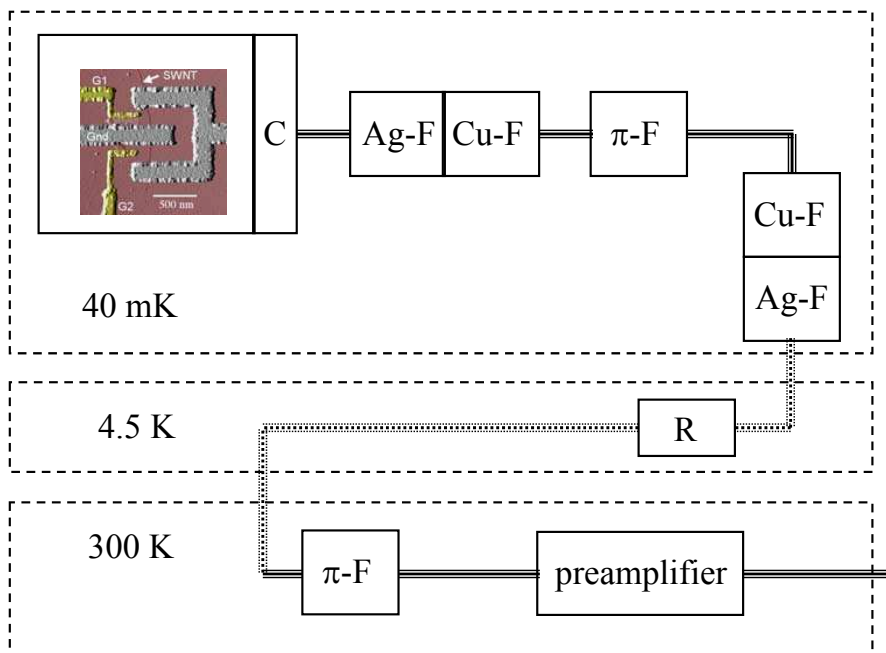 SWNT
G1
Gnd
500 nm
G2
C
Ag-F
Cu-F
π-F
Cu-F
Ag-F
40 mK
4.5 K
R
300 K
π-F
preamplifier